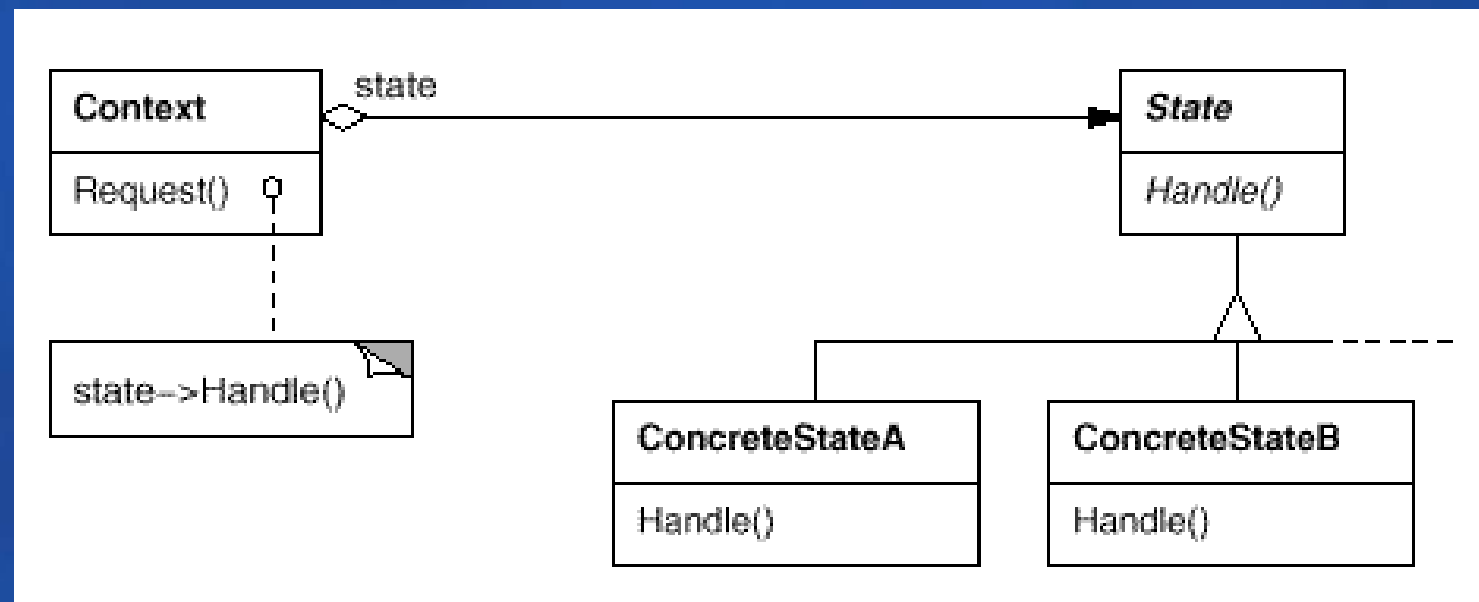 Context
state
State
Request()
Handle()
state->Handle()
ConcreteStateA
ConcreteStateB
Handle()
Handle()